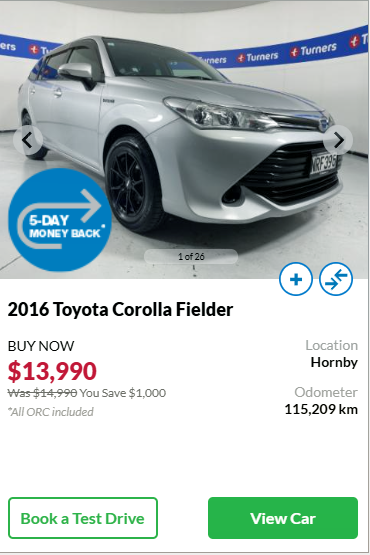 Turners
Turners
Turners
Turners
NRF396
5-DAY
MONEY BACK*
1 of 26
2016 Toyota Corolla Fielder
BUY NOW
$13,990
Was $14,990 You Save $1,000
*All ORC included
Location
Hornby
Odometer
115,209 km
Book a Test Drive
View Car